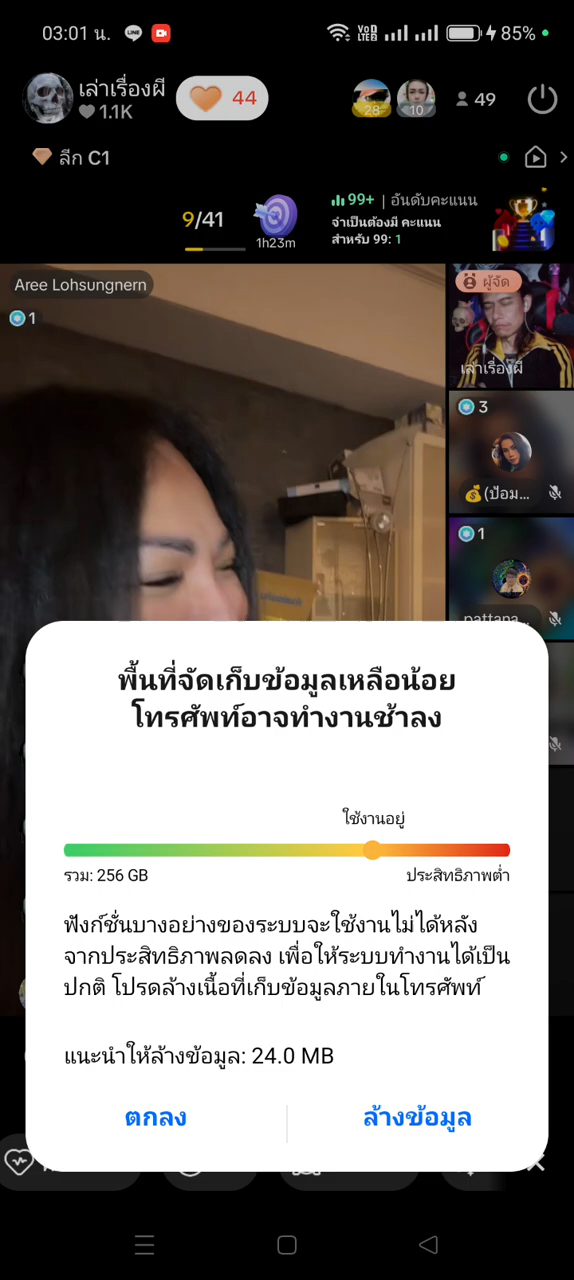 03:01 น.
VoD
LTE2
85%
เล่าเรื่องผี
1.1K
44
28
10
49
ลีก C1
9/41
1h23m
99+ | อันดับคะแนน
จำเป็นต้องมี คะแนน
สำหรับ 99: 1
Aree Lohsungnern
1
ผู้จัด
เล่าเรื่องผี
3
💰(ป้อม...
1
pattana...
พื้นที่จัดเก็บข้อมูลเหลือน้อย
โทรศัพท์อาจทำงานช้าลง
ใช้งานอยู่
รวม: 256 GB
ประสิทธิภาพต่ำ
ฟังก์ชั่นบางอย่างของระบบจะใช้งานไม่ได้หลัง
จากประสิทธิภาพลดลง เพื่อให้ระบบทำงานได้เป็น
ปกติ โปรดล้างเนื้อที่เก็บข้อมูลภายในโทรศัพท์
แนะนำให้ล้างข้อมูล: 24.0 MB
ตกลง
ล้างข้อมูล